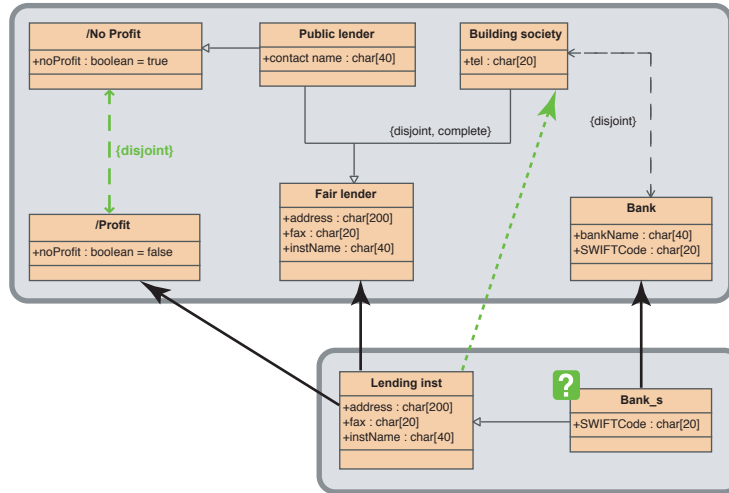 /No Profit
+noProfit : boolean = true
Public lender
+contact name : char[40]
Building society
+tel : char[20]
{disjoint}
{disjoint, complete}
{disjoint}
/Profit
+noProfit : boolean = false
Fair lender
+address : char[200]
+fax : char[20]
+instName : char[40]
Bank
+bankName : char[40]
+SWIFTCode : char[20]
Lending inst
+address : char[200]
+fax : char[20]
+instName : char[40]
?
Bank_s
+SWIFTCode : char[20]